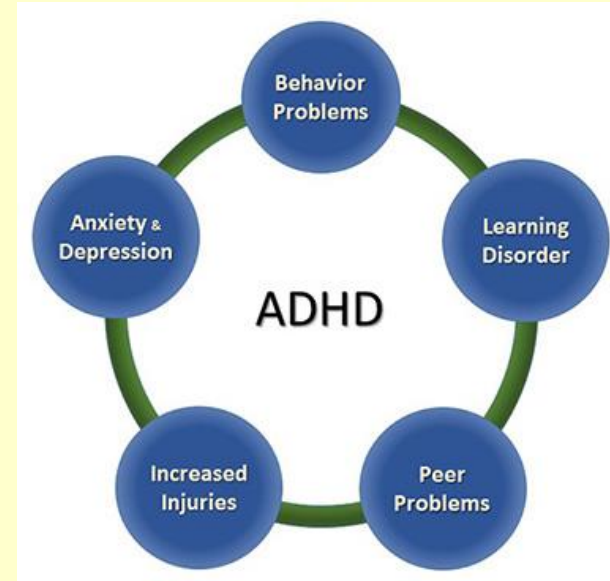 Behavior
Problems
Learning
Disorder
Peer
Problems
Increased
Injuries
Anxiety &
Depression
ADHD